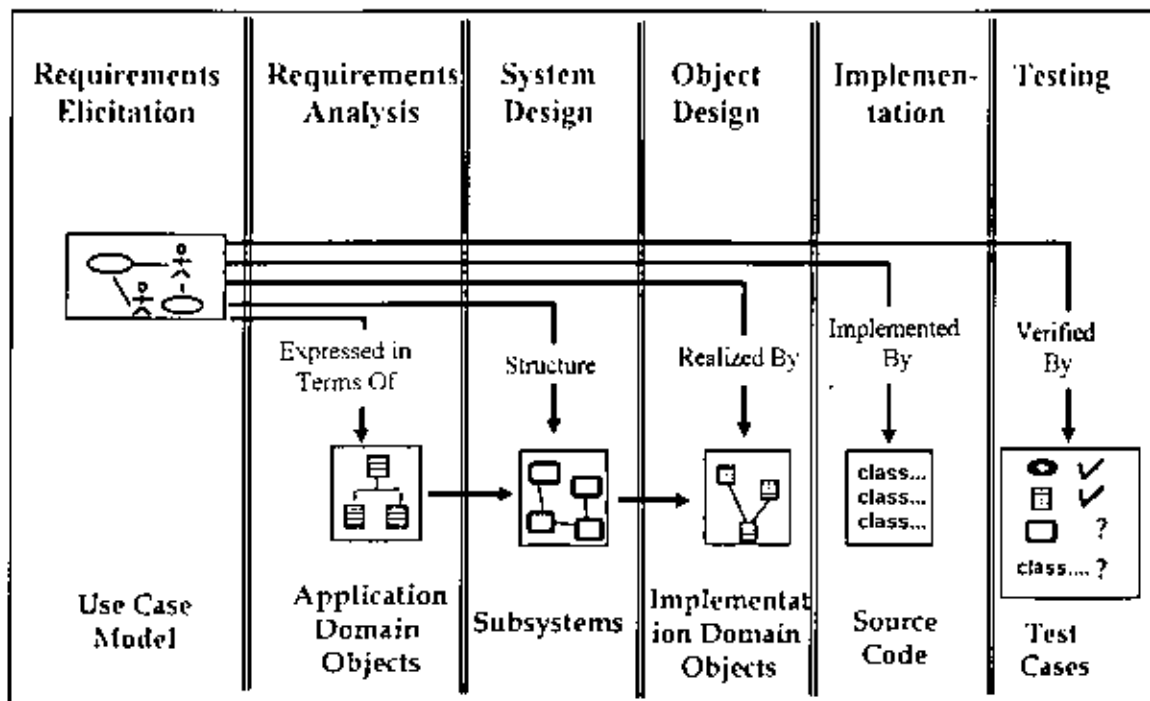 Requirements
Elicitation
Requirements
Analysis
System
Design
Object
Design
Implemen-
tation
Testing
Expressed in
Terms Of
Structure
Realized By
Implemented
By
Verified
By
class...
class...
class...
class.... ?
?
Use Case
Model
Application
Domain
Objects
Subsystems
Implementat
ion Domain
Objects
Source
Code
Test
Cases